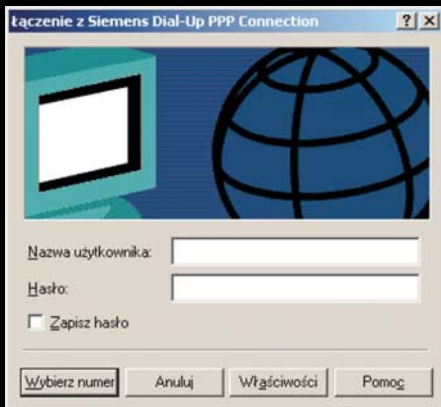 Łączenie z Siemens Dial-Up PPP Connection
Nazwa użytkownika:
Hasło:
Zapisz hasło
Wybierz numer Anuluj Właściwości Pomoc